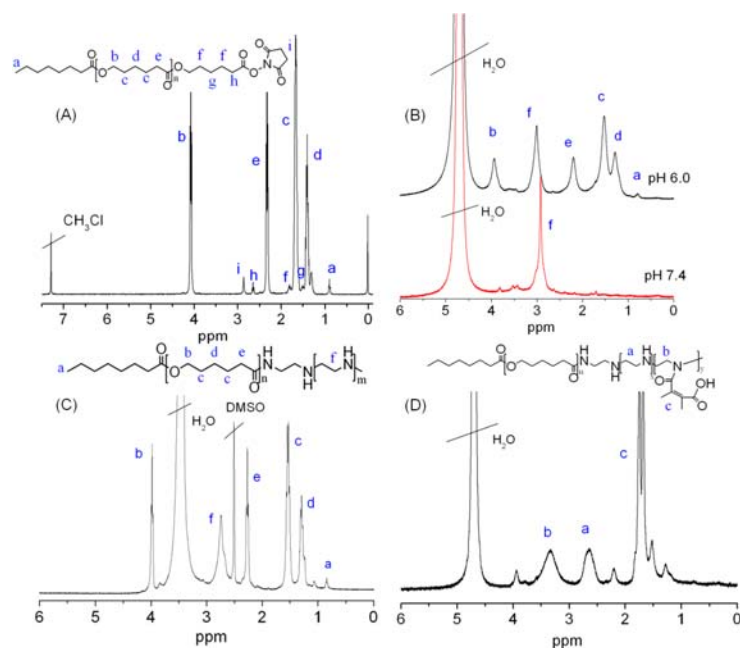 i
a b d e f f
O O O O O
O N
c c n g h O
(A)
c
b
e
d
CH₃Cl
i h f g a
7 6 5 4 3 2 1 0
ppm
(B)
H₂O
c
f
b e d
a
pH 6.0
H₂O
f
pH 7.4
6 5 4 3 2 1 0
ppm
a b d e f
O O H H H
N N N
O n m
c c O
(C)
H₂O DMSO
c
b
e
f d
a
6 5 4 3 2 1 0
ppm
a b
O O H H
N N N N
O O n y
O OH
c O
(D)
H₂O
c
b a
6 5 4 3 2 1 0
ppm